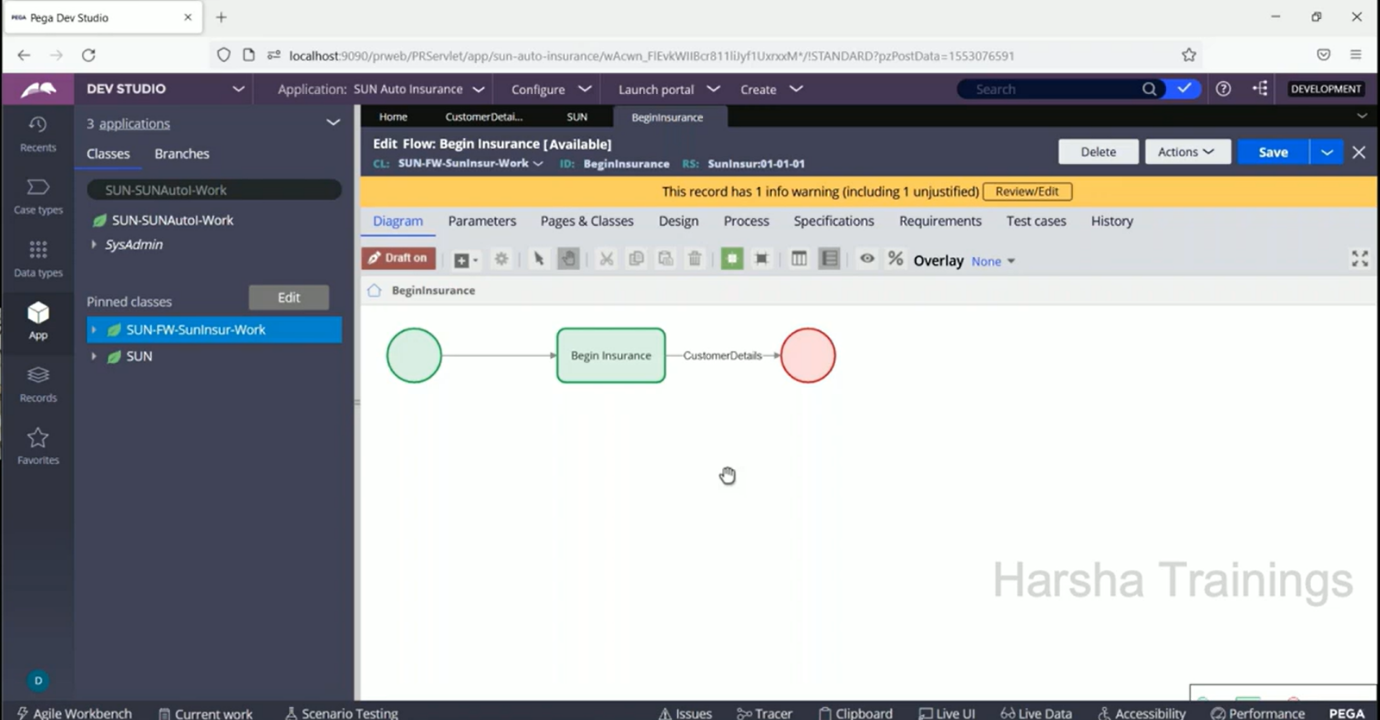 PEGA Pega Dev Studio
localhost:9090/prweb/PRServlet/app/sun-auto-insurance/
DEV STUDIO
Application: SUN Auto Insurance
Configure
Launch portal
Create
Search
DEVELOPMENT
Recents
Case types
Data types
App
Records
Favorites
D
3 applications
Classes Branches
SUN-SUNAutoI-Work
SUN-SUNAutoI-Work
SysAdmin
Pinned classes Edit
SUN-FW-SunInsur-Work
SUN
Home CustomerDetai... SUN BeginInsurance
Edit Flow: Begin Insurance [Available]
CL: SUN-FW-SunInsur-Work ID: BeginInsurance RS: SunInsur:01-01-01
Delete Actions Save
This record has 1 info warning (including 1 unjustified) Review/Edit
Diagram Parameters Pages & Classes Design Process Specifications Requirements Test cases History
Draft on Overlay None
BeginInsurance
Begin Insurance CustomerDetails
Harsha Trainings
Agile Workbench Current work Scenario Testing Issues Tracer Clipboard Live UI Live Data Accessibility Performance PEGA